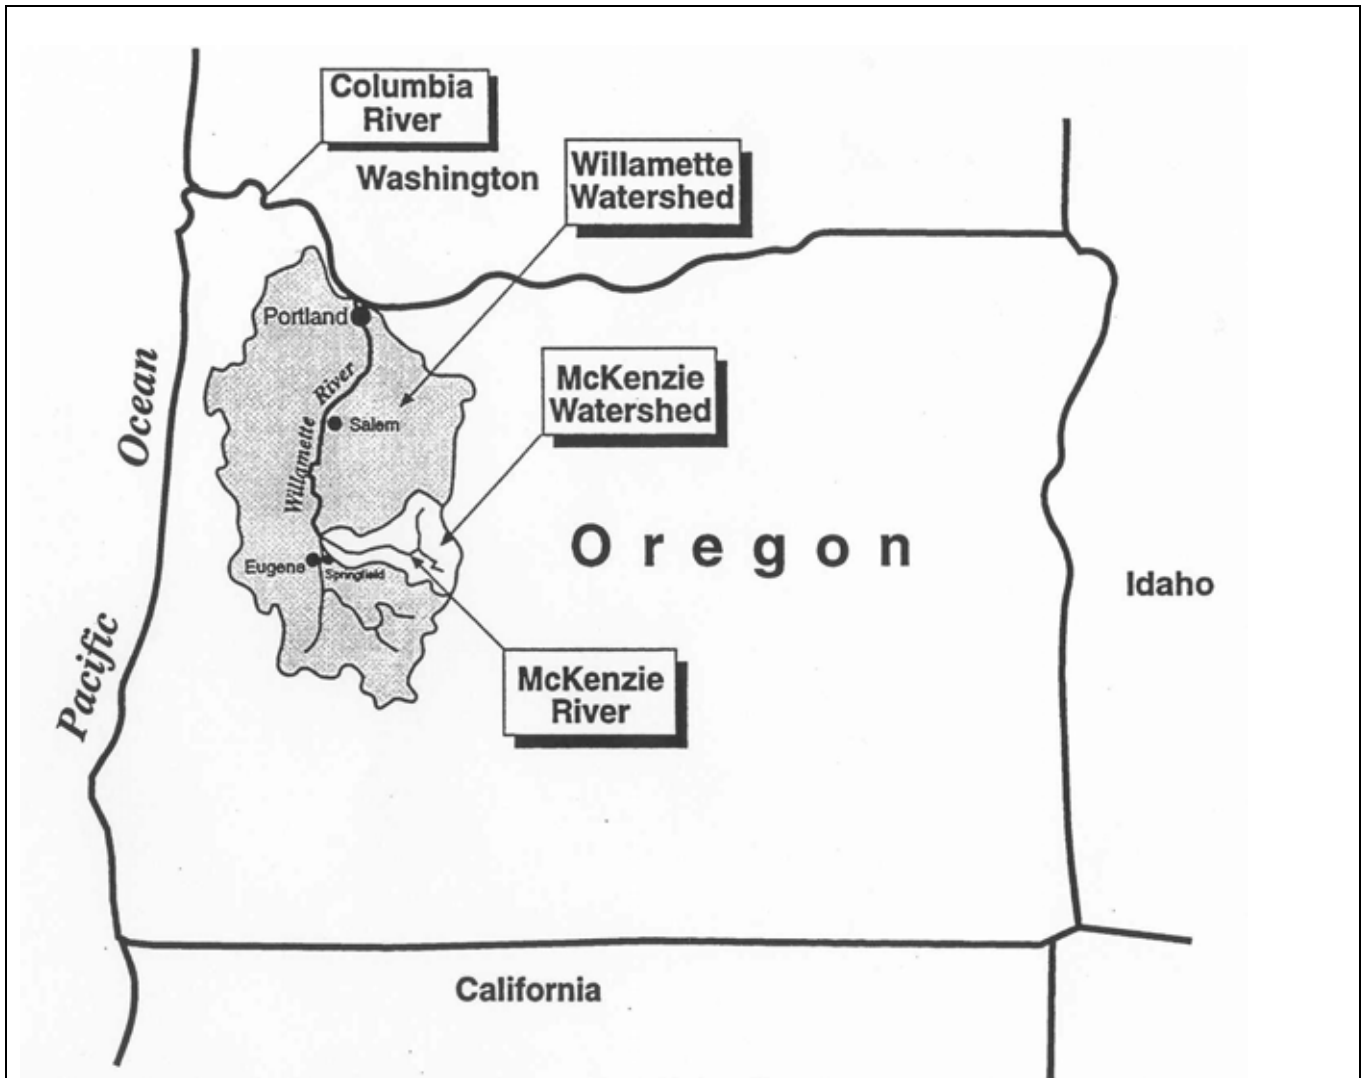 Columbia
River
Washington
Willamette
Watershed
Portland
Ocean
River
McKenzie
Watershed
Salem
Willamette
Oregon
Eugene
Springfield
Idaho
Pacific
McKenzie
River
California